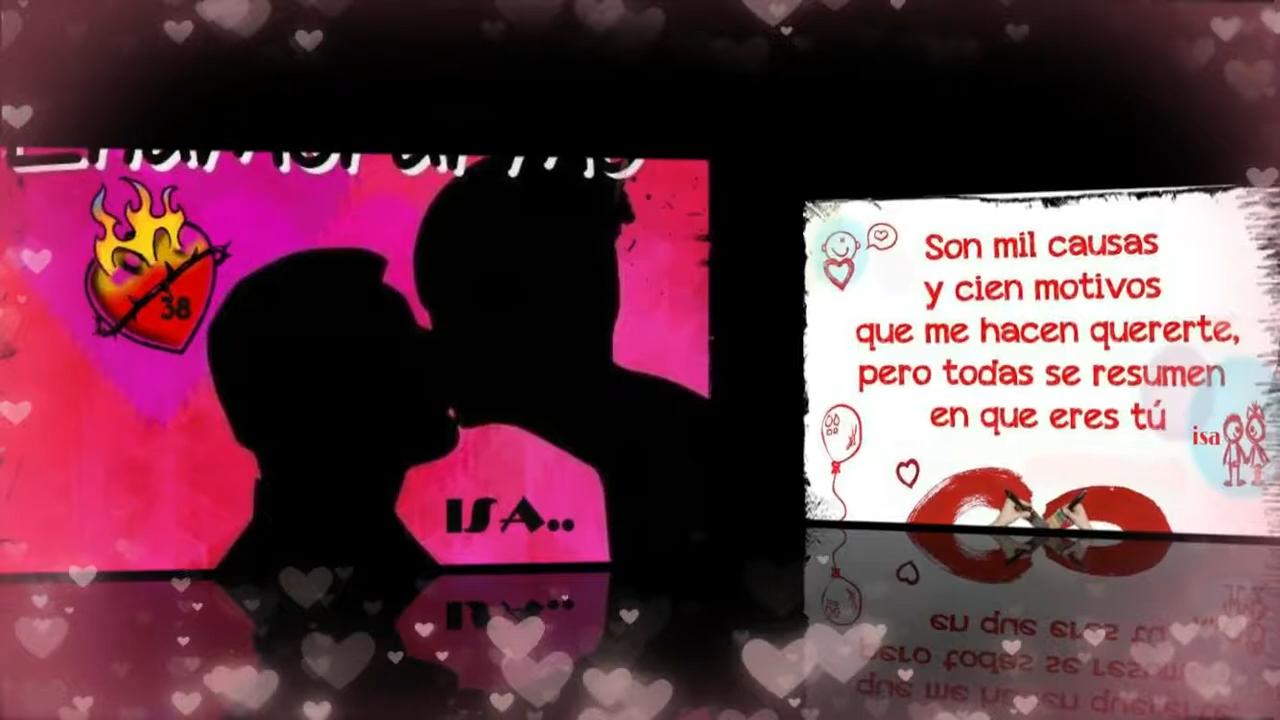 Enamorarme
38
ISA..
Son mil causas
y cien motivos
que me hacen quererte,
pero todas se resumen
en que eres tú
isa